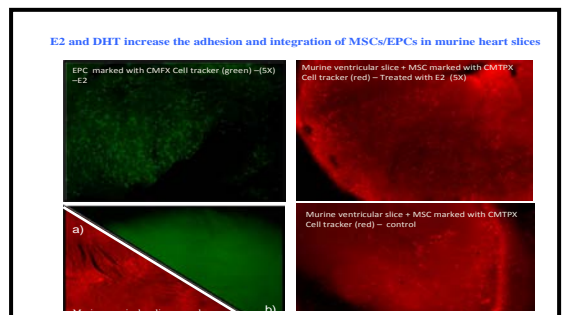 E2 and DHT increase the adhesion and integration of MSCs/EPCs in murine heart slices
EPC marked with CMFX Cell tracker (green) –(5X)
–E2
Murine ventricular slice + MSC marked with CMTPX
Cell tracker (red) – Treated with E2 (5X)
a)
b)
Murine ventricular slice + MSC marked with CMTPX
Cell tracker (red) – control